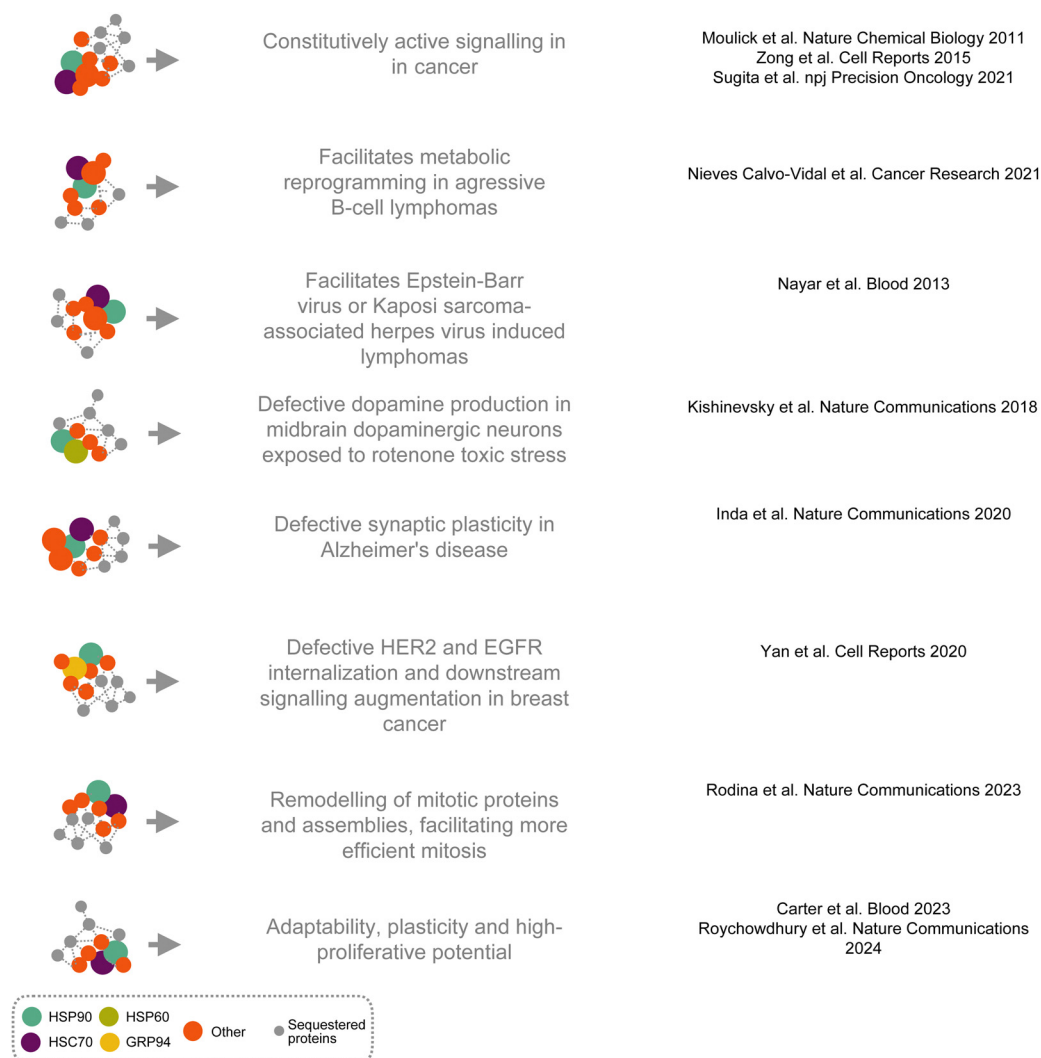 Constitutively active signalling in
in cancer
Moulick et al. Nature Chemical Biology 2011
Zong et al. Cell Reports 2015
Sugita et al. npj Precision Oncology 2021
Facilitates metabolic
reprogramming in agressive
B-cell lymphomas
Nieves Calvo-Vidal et al. Cancer Research 2021
Facilitates Epstein-Barr
virus or Kaposi sarcoma-
associated herpes virus induced
lymphomas
Nayar et al. Blood 2013
Defective dopamine production in
midbrain dopaminergic neurons
exposed to rotenone toxic stress
Kishinevsky et al. Nature Communications 2018
Defective synaptic plasticity in
Alzheimer's disease
Inda et al. Nature Communications 2020
Defective HER2 and EGFR
internalization and downstream
signalling augmentation in breast
cancer
Yan et al. Cell Reports 2020
Remodelling of mitotic proteins
and assemblies, facilitating more
efficient mitosis
Rodina et al. Nature Communications 2023
Adaptability, plasticity and high-
proliferative potential
Carter et al. Blood 2023
Roychowdhury et al. Nature Communications
2024
HSP90
HSP60
HSC70
GRP94
Other
Sequestered
proteins